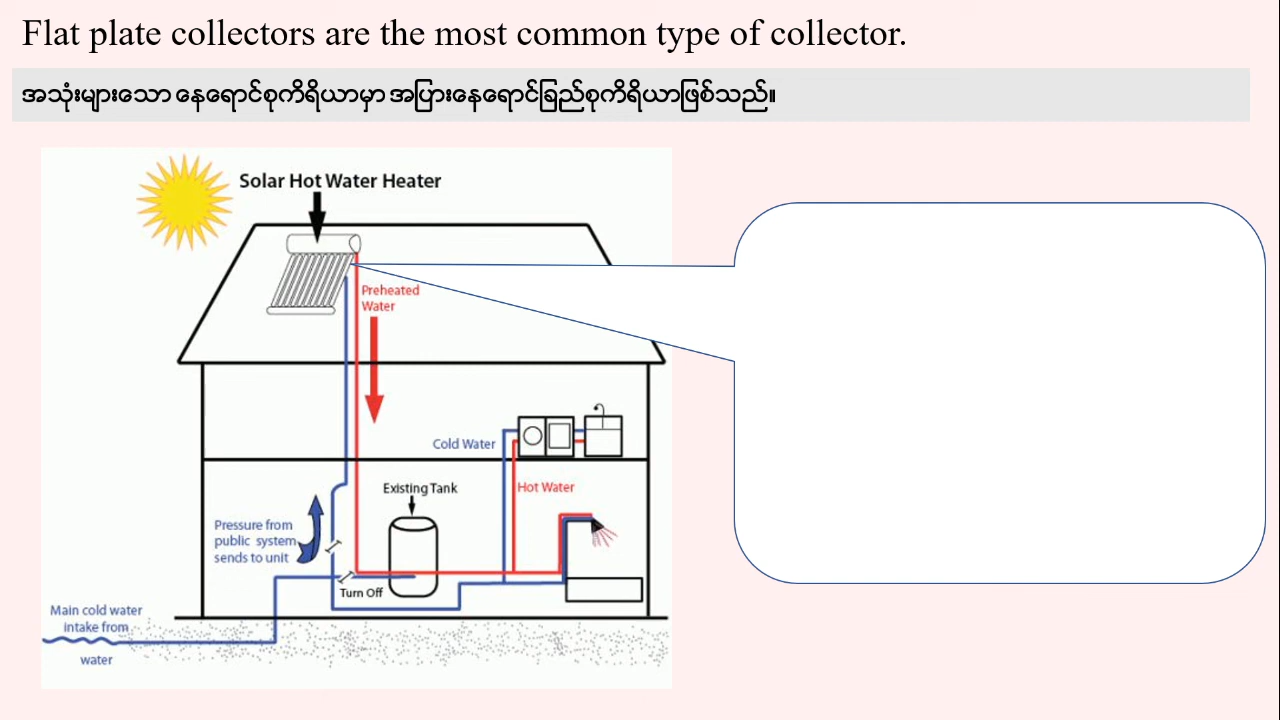 Flat plate collectors are the most common type of collector.
အသုံးများသော နေရောင်စုကိရိယာမှာ အပြားနေရောင်ခြည်စုကိရိယာဖြစ်သည်။
Solar Hot Water Heater
Preheated
Water
Cold Water
Existing Tank
Hot Water
Pressure from
public system
sends to unit
Turn Off
Main cold water
intake from
water